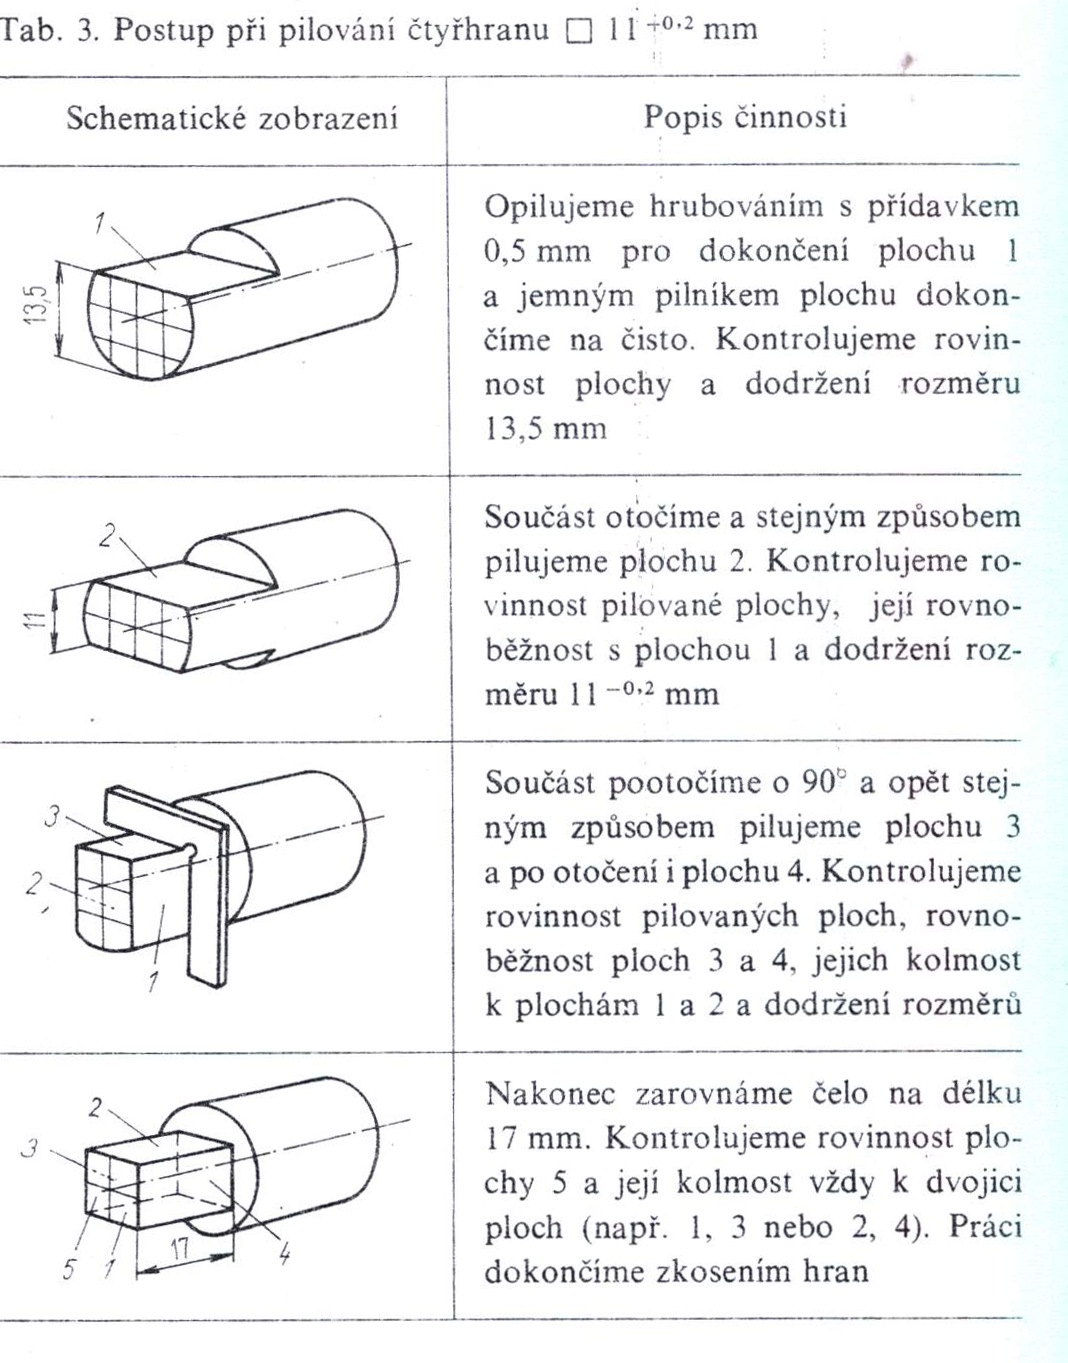 Tab. 3. Postup při pilování čtyřhranu □ 11 ⁺⁰·² mm
Schematické zobrazení
Popis činnosti
1
13,5
Opilujeme hrubováním s přídavkem
0,5 mm pro dokončení plochu 1
a jemným pilníkem plochu dokon-
číme na čisto. Kontrolujeme rovin-
nost plochy a dodržení rozměru
13,5 mm
2
11
Součást otočíme a stejným způsobem
pilujeme plochu 2. Kontrolujeme ro-
vinnost pilované plochy, její rovno-
běžnost s plochou 1 a dodržení roz-
měru 11 ⁻⁰·² mm
3
2
1
Součást pootočíme o 90° a opět stej-
ným způsobem pilujeme plochu 3
a po otočení i plochu 4. Kontrolujeme
rovinnost pilovaných ploch, rovno-
běžnost ploch 3 a 4, jejich kolmost
k plochám 1 a 2 a dodržení rozměrů
2
3
5
1
17
4
Nakonec zarovnáme čelo na délku
17 mm. Kontrolujeme rovinnost plo-
chy 5 a její kolmost vždy k dvojici
ploch (např. 1, 3 nebo 2, 4). Práci
dokončíme zkosením hran